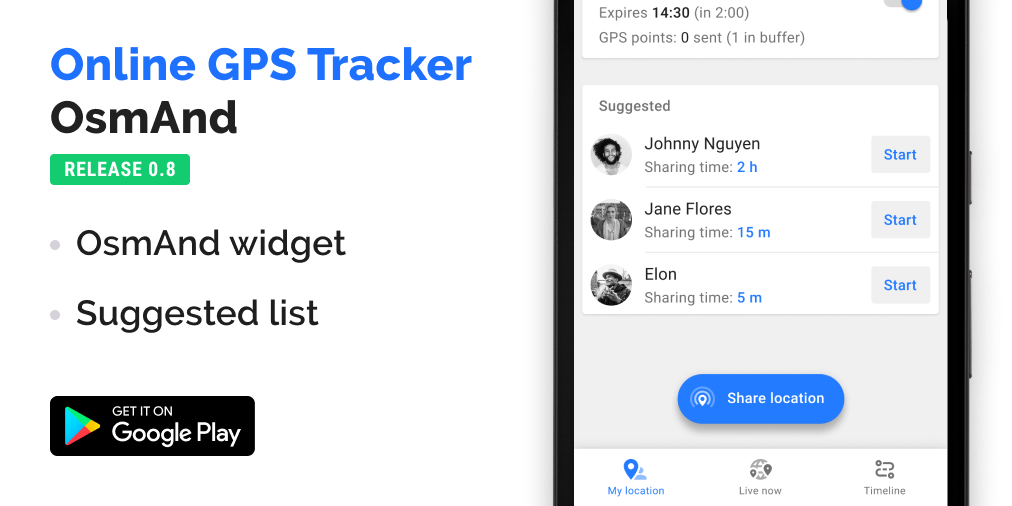 Online GPS Tracker
OsmAnd
RELEASE 0.8
OsmAnd widget
Suggested list
GET IT ON
Google Play
Expires 14:30 (in 2:00)
GPS points: 0 sent (1 in buffer)
Suggested
Johnny Nguyen
Sharing time: 2 h
Start
Jane Flores
Sharing time: 15 m
Start
Elon
Sharing time: 5 m
Start
Share location
My location
Live now
Timeline